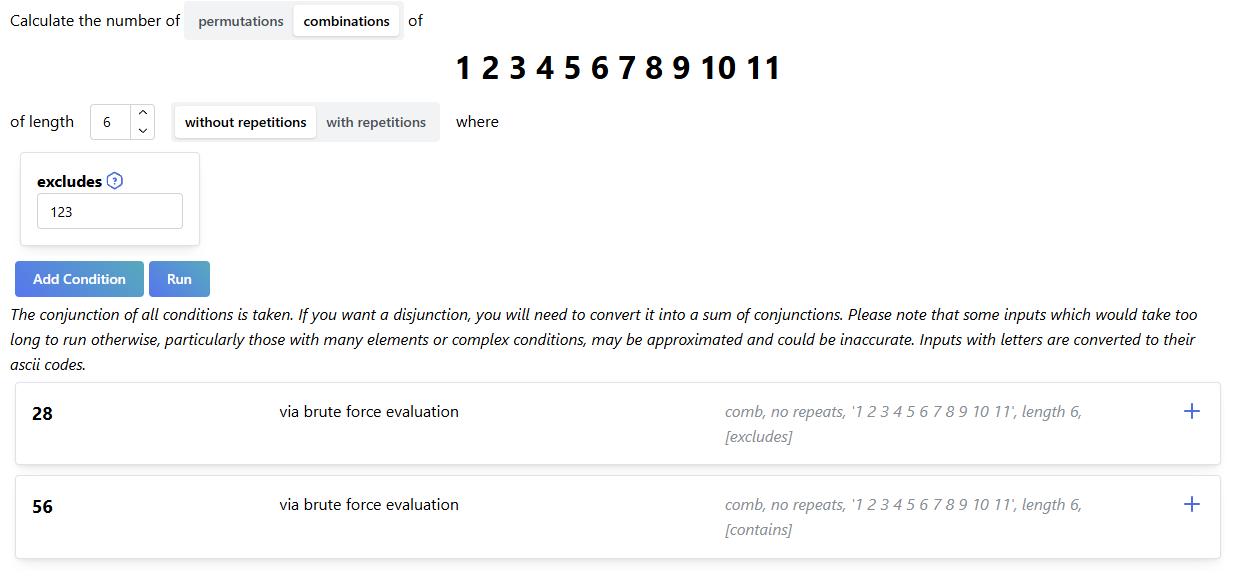 Calculate the number of permutations combinations of
1 2 3 4 5 6 7 8 9 10 11
of length 6 without repetitions with repetitions where
excludes ?
123
Add Condition Run
The conjunction of all conditions is taken. If you want a disjunction, you will need to convert it into a sum of conjunctions. Please note that some inputs which would take too
long to run otherwise, particularly those with many elements or complex conditions, may be approximated and could be inaccurate. Inputs with letters are converted to their
ascii codes.
28 via brute force evaluation comb, no repeats, '1 2 3 4 5 6 7 8 9 10 11', length 6, +
[excludes]
56 via brute force evaluation comb, no repeats, '1 2 3 4 5 6 7 8 9 10 11', length 6, +
[contains]